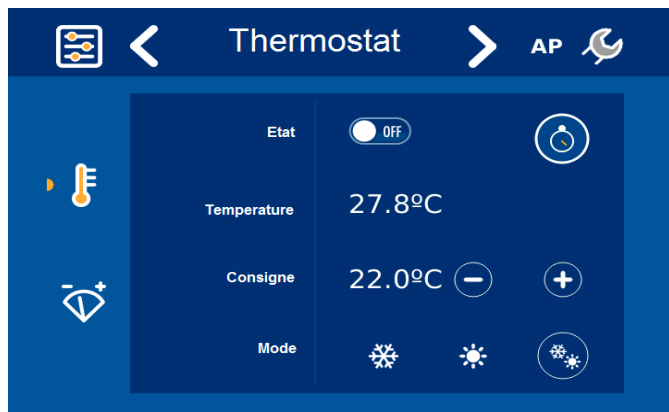 Thermostat AP
Etat OFF
Temperature 27.8ºC
Consigne 22.0ºC
Mode